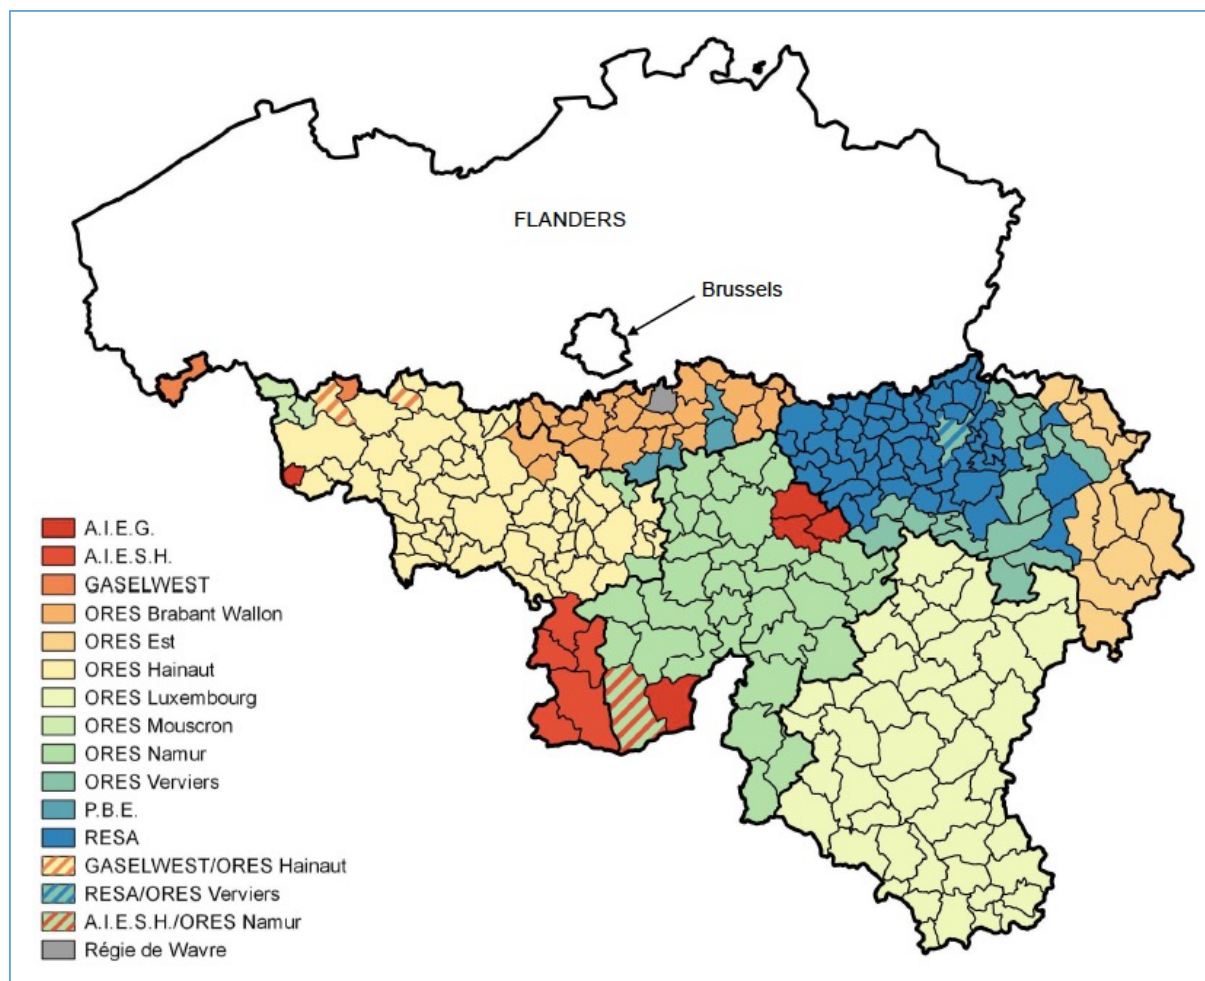 FLANDERS
Brussels
A.I.E.G.
A.I.E.S.H.
GASELWEST
ORES Brabant Wallon
ORES Est
ORES Hainaut
ORES Luxembourg
ORES Mouscron
ORES Namur
ORES Verviers
P.B.E.
RESA
GASELWEST/ORES Hainaut
RESA/ORES Verviers
A.I.E.S.H./ORES Namur
Régie de Wavre